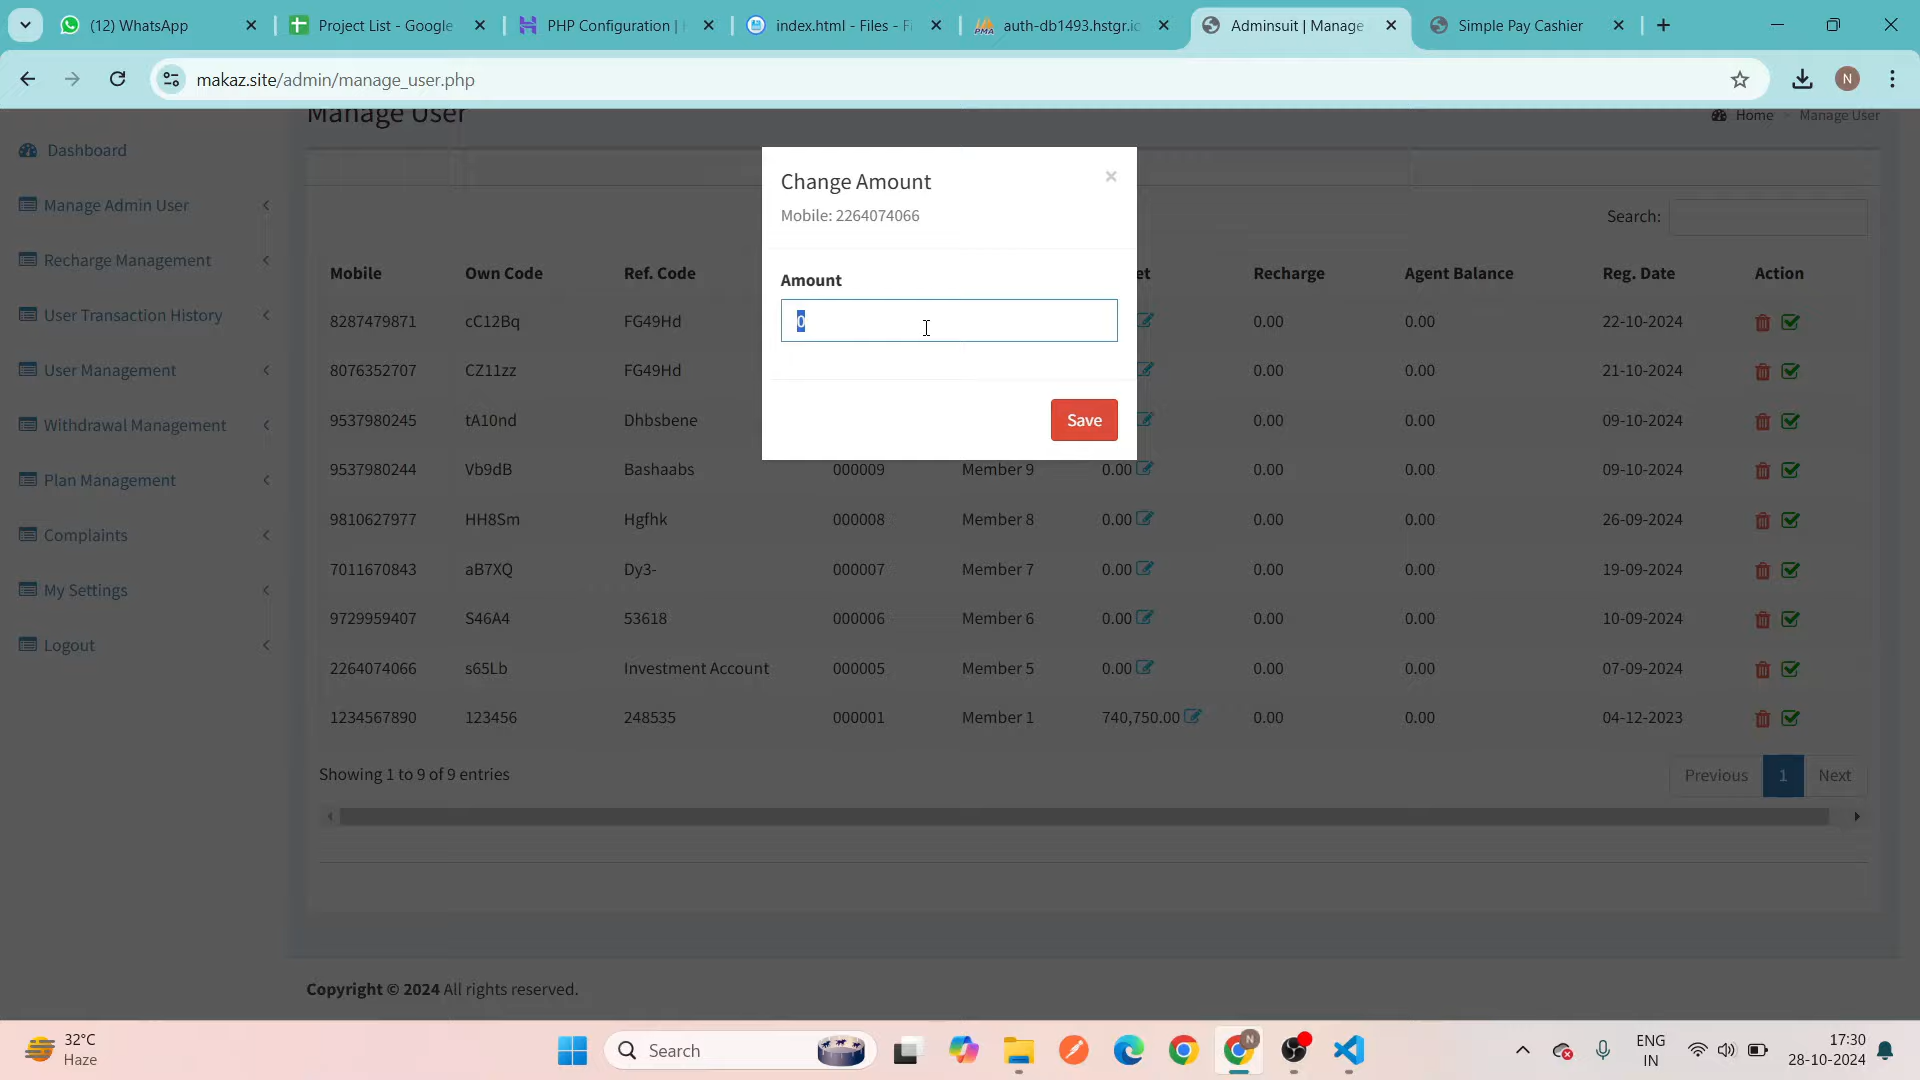 (12) WhatsApp
Project List - Google
PHP Configuration |
index.html - Files - Fi
auth-db1493.hstgr.io
Adminsuit | Manage
Simple Pay Cashier
makaz.site/admin/manage_user.php
N
Manage User
Home > Manage User
Dashboard
Manage Admin User
Recharge Management
User Transaction History
User Management
Withdrawal Management
Plan Management
Complaints
My Settings
Logout
Change Amount
×
Mobile: 2264074066
Amount
0
Save
Search:
Mobile Own Code Ref. Code et Recharge Agent Balance Reg. Date Action
8287479871 cC12Bq FG49Hd 0.00 0.00 22-10-2024
8076352707 CZ11zz FG49Hd 0.00 0.00 21-10-2024
9537980245 tA10nd Dhbsbene 0.00 0.00 09-10-2024
9537980244 Vb9dB Bashaabs 000009 Member 9 0.00 0.00 0.00 09-10-2024
9810627977 HH8Sm Hgfhk 000008 Member 8 0.00 0.00 0.00 26-09-2024
7011670843 aB7XQ Dy3- 000007 Member 7 0.00 0.00 0.00 19-09-2024
9729959407 S46A4 53618 000006 Member 6 0.00 0.00 0.00 10-09-2024
2264074066 s65Lb Investment Account 000005 Member 5 0.00 0.00 0.00 07-09-2024
1234567890 123456 248535 000001 Member 1 740,750.00 0.00 0.00 04-12-2023
Showing 1 to 9 of 9 entries
Previous 1 Next
Copyright © 2024 All rights reserved.
32°C
Haze
Search
ENG
IN
17:30
28-10-2024